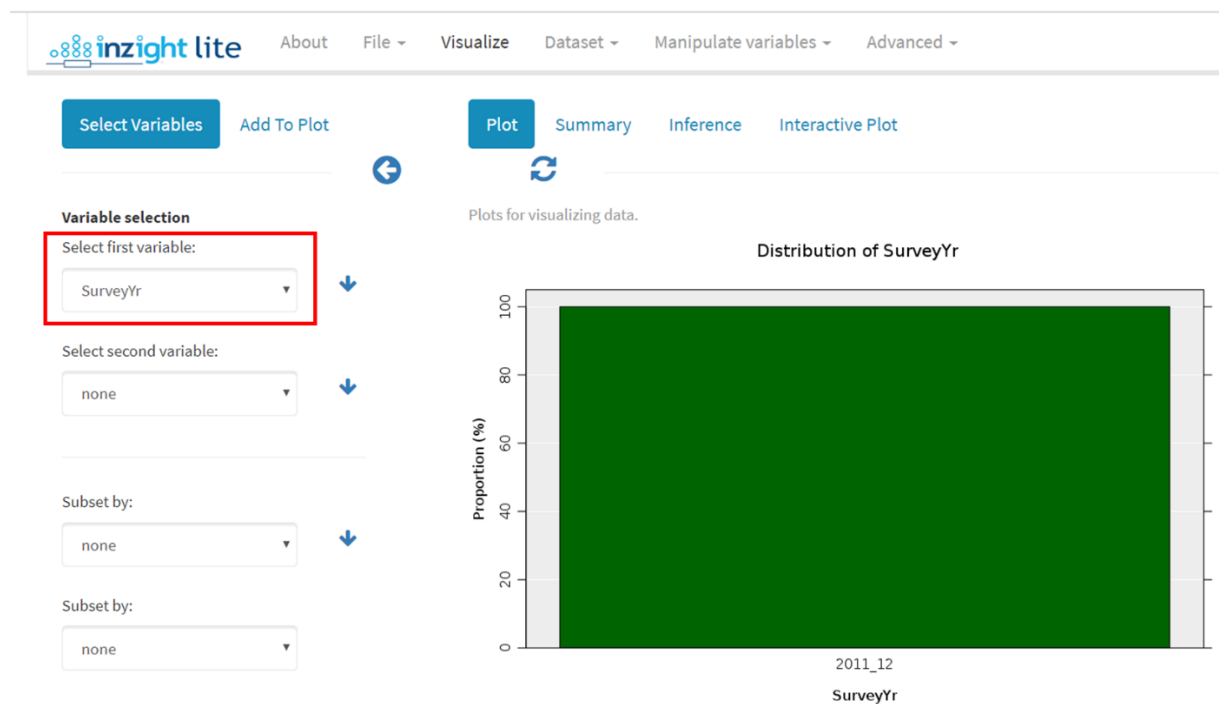 inzight lite About File Visualize Dataset Manipulate variables Advanced
Select Variables Add To Plot
Plot Summary Inference Interactive Plot
Variable selection
Select first variable:
SurveyYr
Select second variable:
none
Subset by:
none
Subset by:
none
Plots for visualizing data.
Distribution of SurveyYr
Proportion (%)
100
80
60
40
20
0
2011_12
SurveyYr